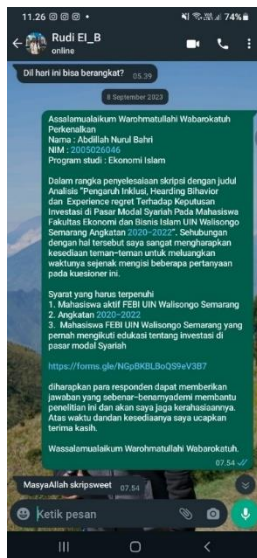 11.26
74%
Rudi El_B
online
Dil hari ini bisa berangkat? 05.39
8 September 2023
Assalamualaikum Warohmatullahi Wabarokatuh
Perkenalkan
Nama : Abdillah Nurul Bahri
NIM : 2005026046
Program studi : Ekonomi Islam
Dalam rangka penyelesaian skripsi dengan judul
Analisis "Pengaruh Inklusi, Hearding Bihavior
dan Experience regret Terhadap Keputusan
Investasi di Pasar Modal Syariah Pada Mahasiswa
Fakultas Ekonomi dan Bisnis Islam UIN Walisongo
Semarang Angkatan 2020-2022". Sehubungan
dengan hal tersebut saya sangat mengharapkan
kesediaan teman-teman untuk meluangkan
waktunya sejenak mengisi beberapa pertanyaan
pada kuesioner ini.
Syarat yang harus terpenuhi
1. Mahasiswa aktif FEBI UIN Walisongo Semarang
2. Angkatan 2020-2022
3. Mahasiswa FEBI UIN Walisongo Semarang yang
pernah mengikuti edukasi tentang investasi di
pasar modal Syariah
https://forms.gle/NGpBKBLBoQS9eV3B7
diharapkan para responden dapat memberikan
jawaban yang sebenar-benarnyademi membantu
penelitian ini dan akan saya jaga kerahasiaannya.
Atas waktu dandan kesediaanya saya ucapkan
terima kasih.
Wassalamualaikum Warohmatullahi Wabarokatuh.
07.54
MasyaAllah skripsweet 07.54
Ketik pesan